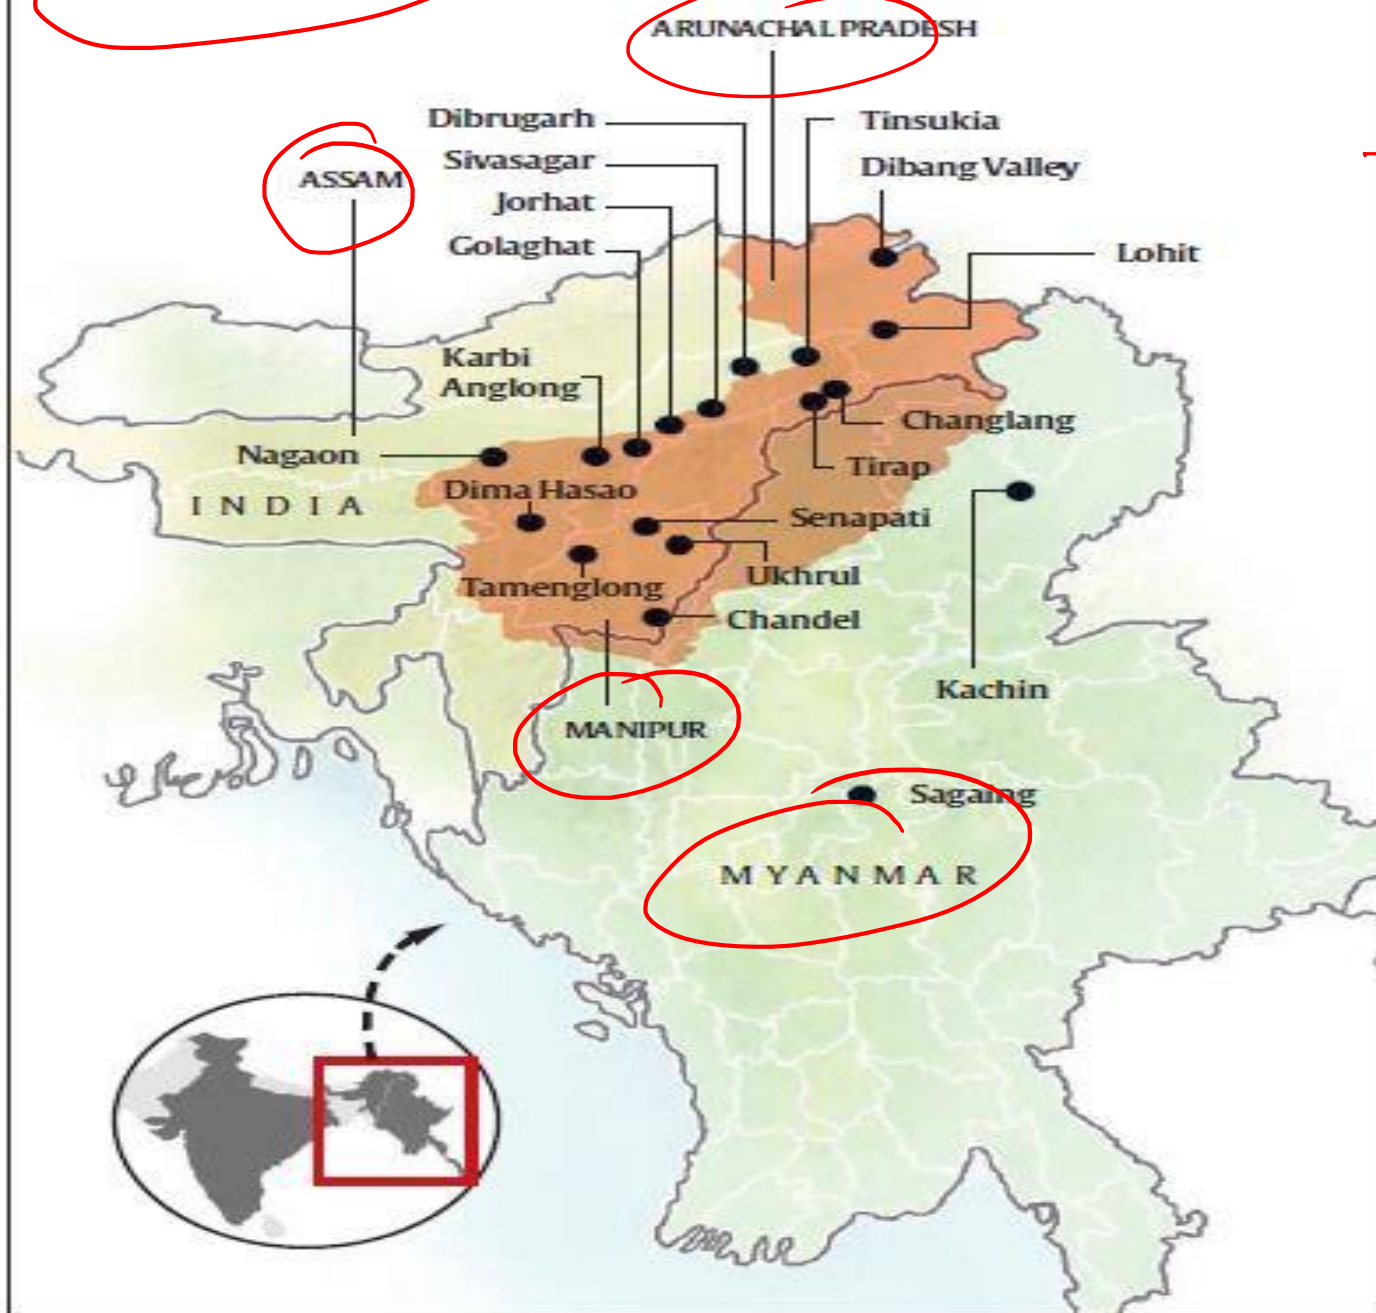 ARUNACHAL PRADESH
Dibrugarh
Tinsukia
Sivasagar
Dibang Valley
ASSAM
Jorhat
Golaghat
Lohit
Karbi
Anglong
Changlang
Nagaon
Tirap
Dima Hasao
INDIA
Senapati
Ukhrul
Tamenglong
Chandel
Kachin
MANIPUR
Sagaing
MYANMAR